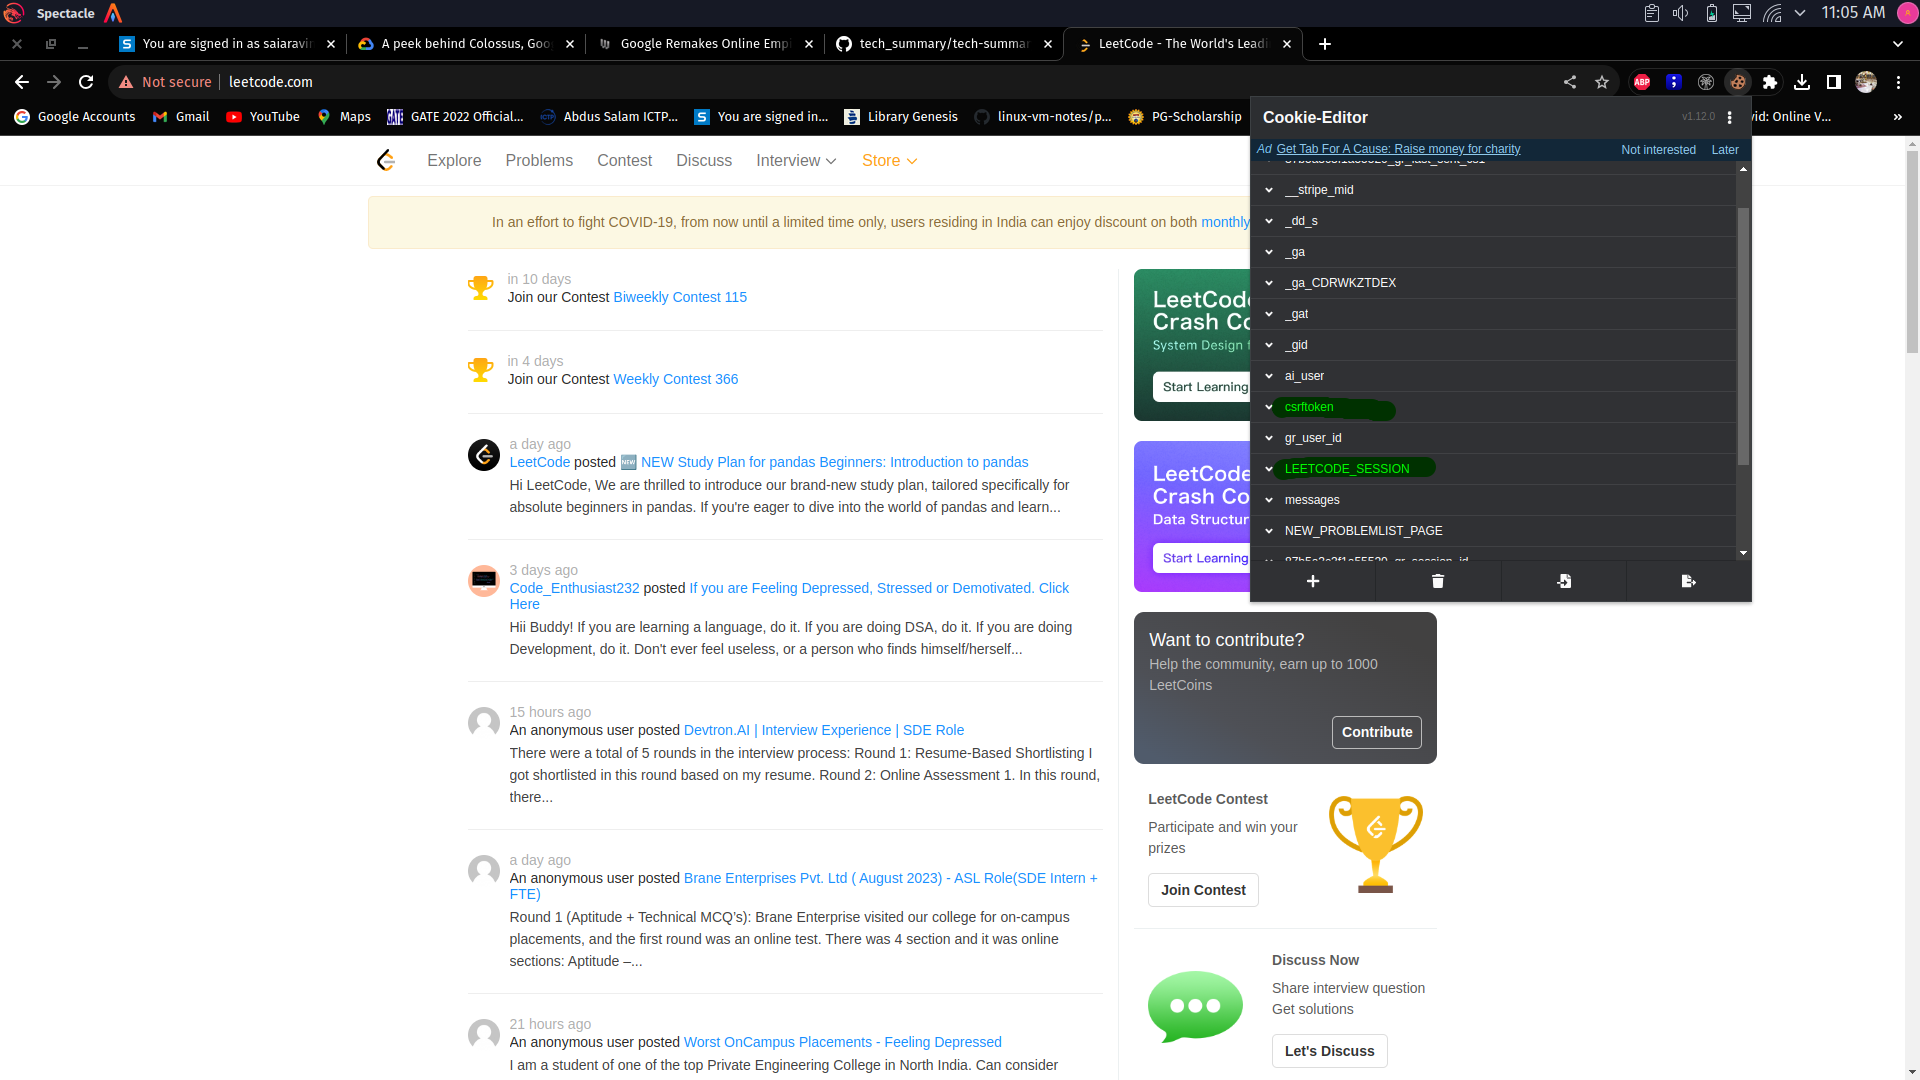 Spectacle
11:05 AM
You are signed in as saiaravin
A peek behind Colossus, Goo
Google Remakes Online Empl
tech_summary/tech-summar
LeetCode - The World's Leadi
Not secure
leetcode.com
Google Accounts
Gmail
YouTube
Maps
GATE 2022 Official...
Abdus Salam ICTP...
You are signed in...
Library Genesis
linux-vm-notes/p...
PG-Scholarship
vid: Online V...
»
Explore
Problems
Contest
Discuss
Interview
Store
In an effort to fight COVID-19, from now until a limited time only, users residing in India can enjoy discount on both monthly
in 10 days
Join our Contest Biweekly Contest 115
in 4 days
Join our Contest Weekly Contest 366
a day ago
LeetCode posted 🆕 NEW Study Plan for pandas Beginners: Introduction to pandas
Hi LeetCode, We are thrilled to introduce our brand-new study plan, tailored specifically for
absolute beginners in pandas. If you're eager to dive into the world of pandas and learn...
3 days ago
Code_Enthusiast232 posted If you are Feeling Depressed, Stressed or Demotivated. Click
Here
Hii Buddy! If you are learning a language, do it. If you are doing DSA, do it. If you are doing
Development, do it. Don't ever feel useless, or a person who finds himself/herself...
15 hours ago
An anonymous user posted Devtron.AI | Interview Experience | SDE Role
There were a total of 5 rounds in the interview process: Round 1: Resume-Based Shortlisting I
got shortlisted in this round based on my resume. Round 2: Online Assessment 1. In this round,
there...
a day ago
An anonymous user posted Brane Enterprises Pvt. Ltd ( August 2023) - ASL Role(SDE Intern +
FTE)
Round 1 (Aptitude + Technical MCQ's): Brane Enterprise visited our college for on-campus
placements, and the first round was an online test. There was 4 section and it was online
sections: Aptitude –...
21 hours ago
An anonymous user posted Worst OnCampus Placements - Feeling Depressed
I am a student of one of the top Private Engineering College in North India. Can consider
LeetCode
Crash Co
System Design f
Start Learning
LeetCode
Crash Co
Data Structur
Start Learning
Cookie-Editor
v1.12.0
Ad Get Tab For A Cause: Raise money for charity
Not interested
Later
__stripe_mid
_dd_s
_ga
_ga_CDRWKZTDEX
_gat
_gid
ai_user
csrftoken
gr_user_id
LEETCODE_SESSION
messages
NEW_PROBLEMLIST_PAGE
Want to contribute?
Help the community, earn up to 1000
LeetCoins
Contribute
LeetCode Contest
Participate and win your
prizes
Join Contest
Discuss Now
Share interview question
Get solutions
Let's Discuss